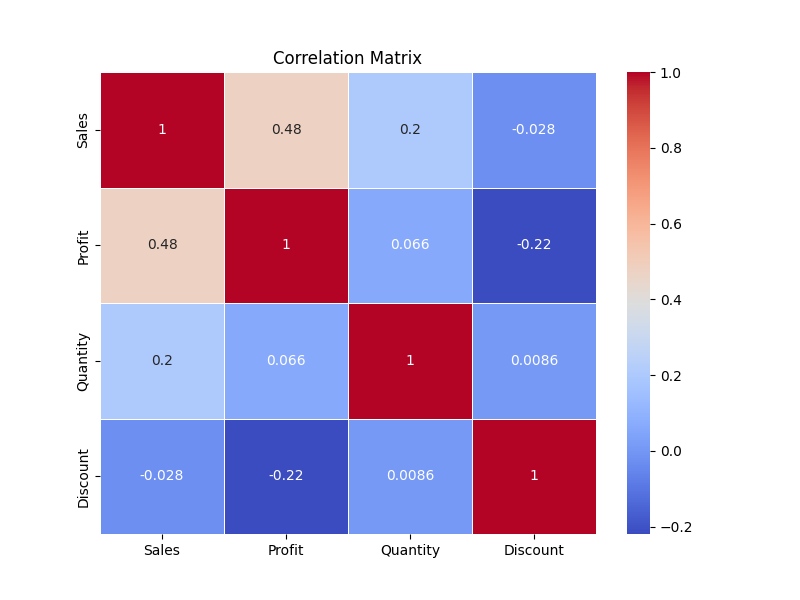 Correlation Matrix
Sales 1 0.48 0.2 -0.028
Profit 0.48 1 0.066 -0.22
Quantity 0.2 0.066 1 0.0086
Discount -0.028 -0.22 0.0086 1
Sales Profit Quantity Discount
1.0
0.8
0.6
0.4
0.2
0.0
−0.2